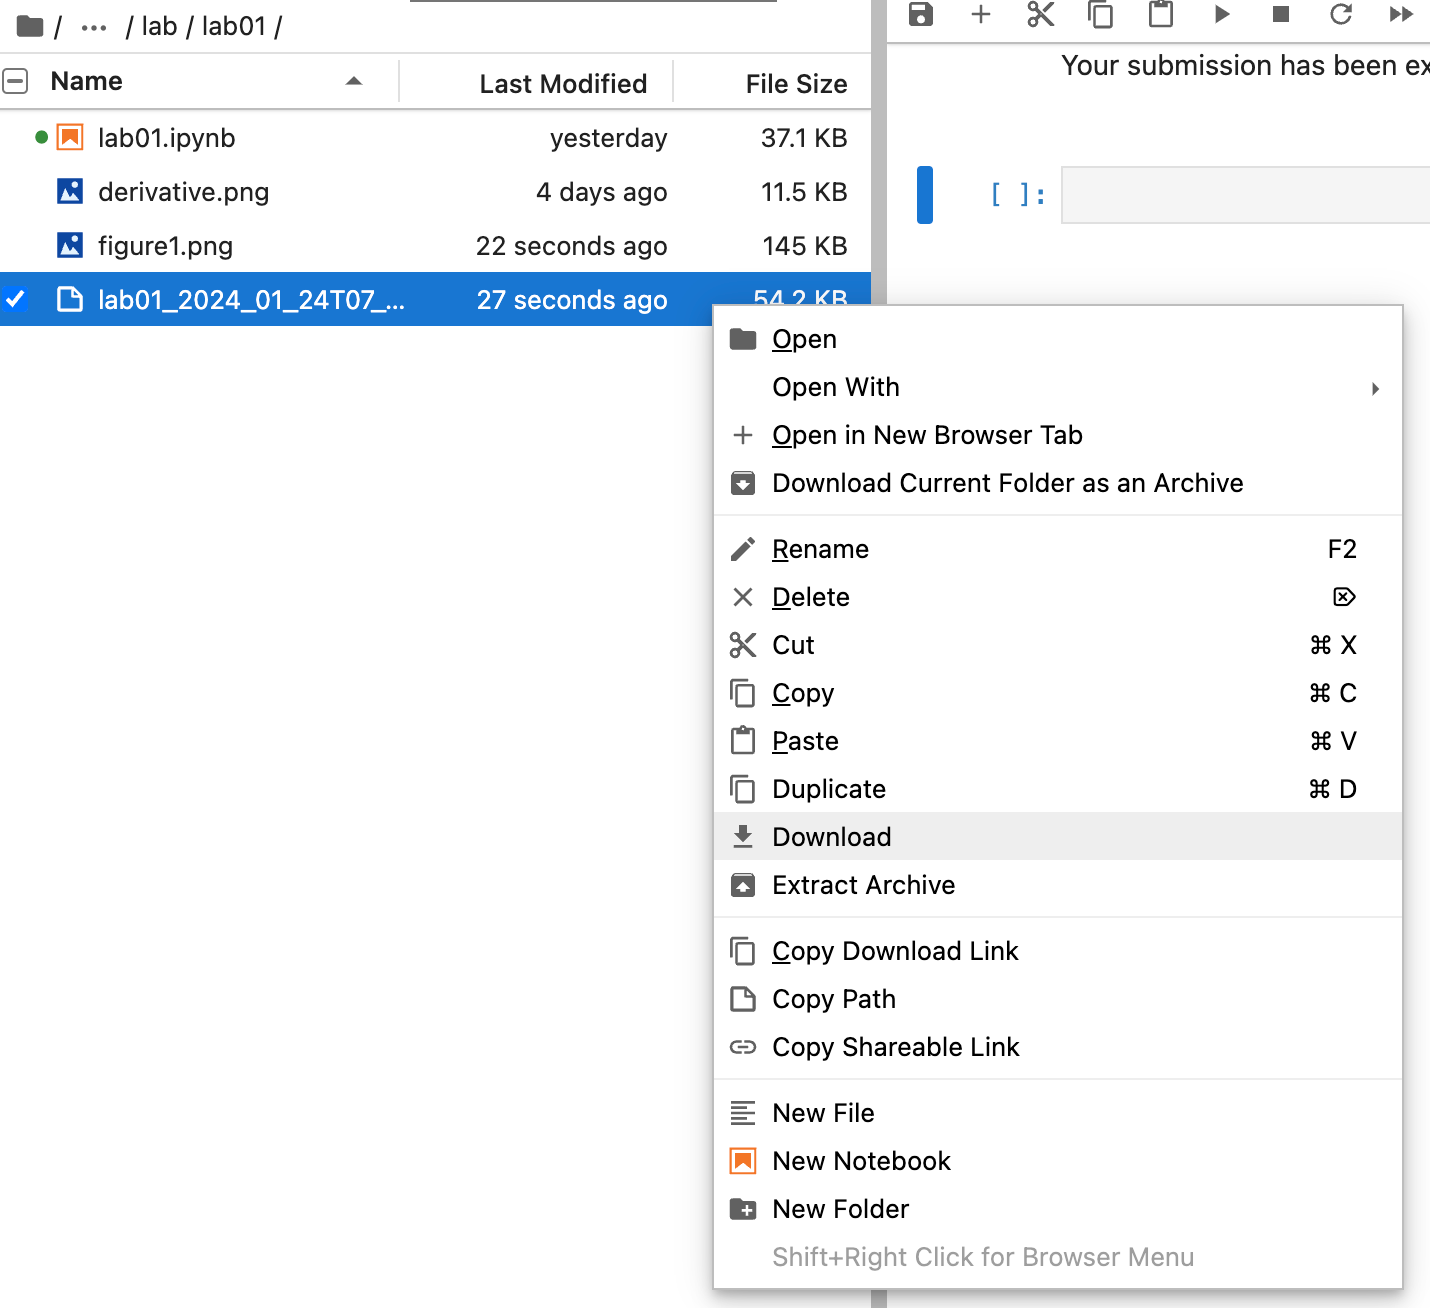 / ... / lab / lab01 /
Name Last Modified File Size
lab01.ipynb yesterday 37.1 KB
derivative.png 4 days ago 11.5 KB
figure1.png 22 seconds ago 145 KB
lab01_2024_01_24T07_... 27 seconds ago 54.2 KB
Your submission has been ex
[ ]:
Open
Open With
Open in New Browser Tab
Download Current Folder as an Archive
Rename F2
Delete
Cut ⌘ X
Copy ⌘ C
Paste ⌘ V
Duplicate ⌘ D
Download
Extract Archive
Copy Download Link
Copy Path
Copy Shareable Link
New File
New Notebook
New Folder
Shift+Right Click for Browser Menu